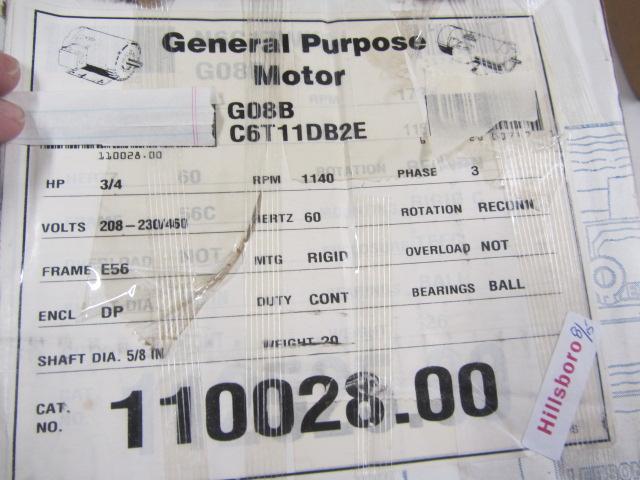 General Purpose
Motor
G08B
C6T11DB2E
110028.00
HP 3/4 RPM 1140 PHASE 3
VOLTS 208-230/460 HERTZ 60 ROTATION RECONN
FRAME E56 MTG RIGID OVERLOAD NOT
ENCL DP DUTY CONT BEARINGS BALL
SHAFT DIA. 5/8 IN WEIGHT 20
CAT. NO. 110028.00
Hillsboro